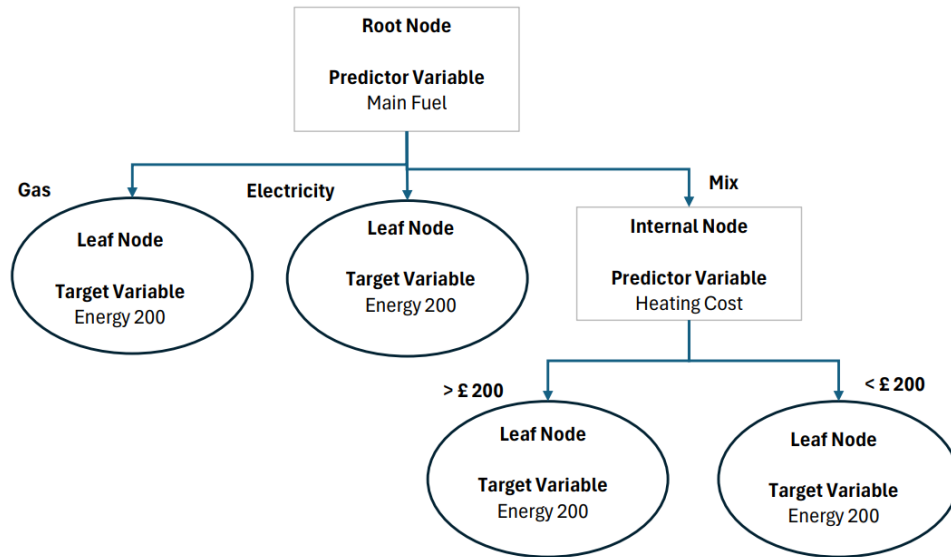 Root Node
Predictor Variable
Main Fuel
Gas
Electricity
Mix
Leaf Node
Target Variable
Energy 200
Leaf Node
Target Variable
Energy 200
Internal Node
Predictor Variable
Heating Cost
> £ 200
< £ 200
Leaf Node
Target Variable
Energy 200
Leaf Node
Target Variable
Energy 200